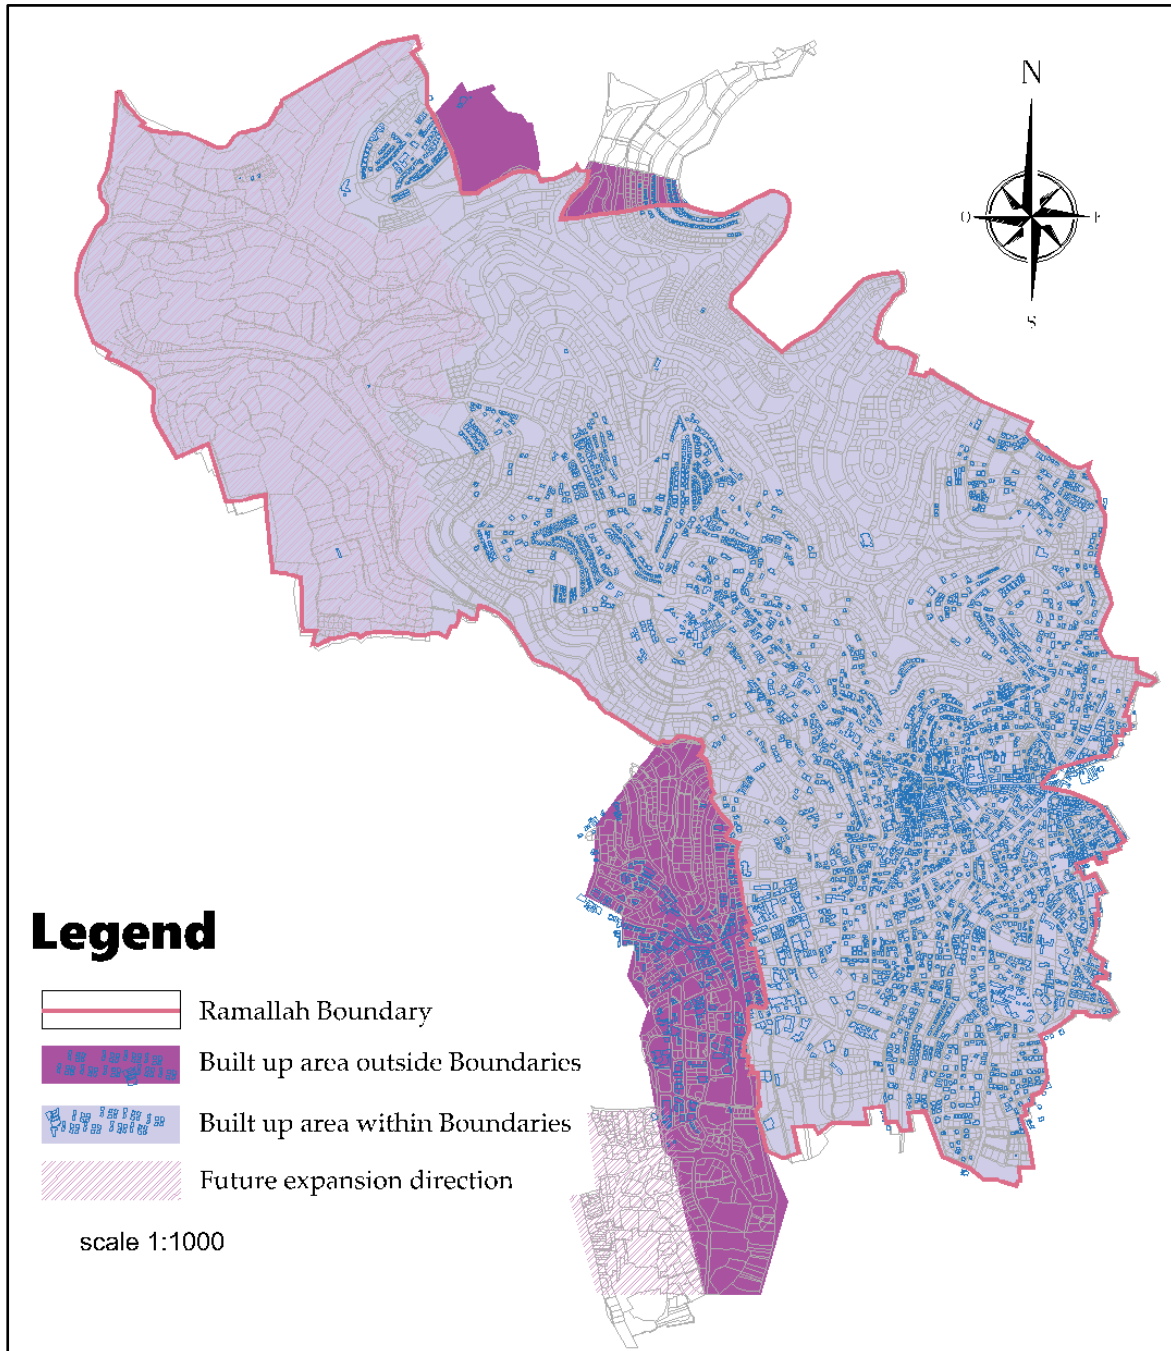 N
O
E
S
Legend
Ramallah Boundary
Built up area outside Boundaries
Built up area within Boundaries
Future expansion direction
scale 1:1000